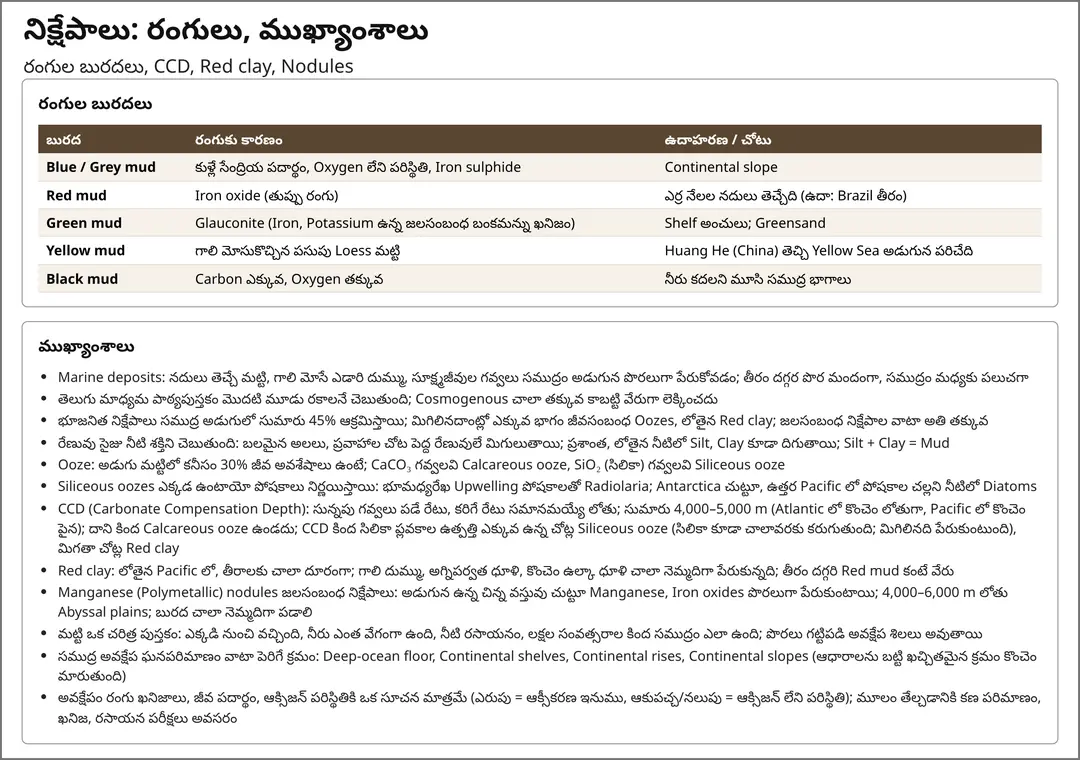 నిక్షేపాలు: రంగులు, ముఖ్యాంశాలు
రంగుల బురదలు, CCD, Red clay, Nodules
రంగుల బురదలు
బురద రంగుకు కారణం ఉదాహరణ / చోటు
Blue / Grey mud కుళ్లే సేంద్రియ పదార్థం, Oxygen లేని పరిస్థితి, Iron sulphide Continental slope
Red mud Iron oxide (తుప్పు రంగు) ఎర్ర నేలల నదులు తెచ్చేది (ఉదా: Brazil తీరం)
Green mud Glauconite (Iron, Potassium ఉన్న జలసంబంధ బంకమన్ను ఖనిజం) Shelf అంచులు; Greensand
Yellow mud గాలి మోసుకొచ్చిన పసుపు Loess మట్టి Huang He (China) తెచ్చి Yellow Sea అడుగున పరిచేది
Black mud Carbon ఎక్కువ, Oxygen తక్కువ నీరు కదలని మూసి సముద్ర భాగాలు
ముఖ్యాంశాలు
• Marine deposits: నదులు తెచ్చే మట్టి, గాలి మోసే ఎడారి దుమ్ము, సూక్ష్మజీవుల గవ్వలు సముద్రం అడుగున పొరలుగా పేరుకోవడం; తీరం దగ్గర పొర మందంగా, సముద్రం మధ్యకు పలుచగా
• తెలుగు మాధ్యమ పాఠ్యపుస్తకం మొదటి మూడు రకాలనే చెబుతుంది; Cosmogenous చాలా తక్కువ కాబట్టి వేరుగా లెక్కించదు
• భూజనిత నిక్షేపాలు సముద్ర అడుగులో సుమారు 45% ఆక్రమిస్తాయి; మిగిలినదాంట్లో ఎక్కువ భాగం జీవసంబంధ Oozes, లోతైన Red clay; జలసంబంధ నిక్షేపాల వాటా అతి తక్కువ
• రేణువు సైజు నీటి శక్తిని చెబుతుంది: బలమైన అలలు, ప్రవాహాల చోట పెద్ద రేణువులే మిగులుతాయి; ప్రశాంత, లోతైన నీటిలో Silt, Clay కూడా దిగుతాయి; Silt + Clay = Mud
• Ooze: అడుగు మట్టిలో కనీసం 30% జీవ అవశేషాలు ఉంటే; CaCO₃ గవ్వలవి Calcareous ooze, SiO₂ (సిలికా) గవ్వలవి Siliceous ooze
• Siliceous oozes ఎక్కడ ఉంటాయో పోషకాలు నిర్ణయిస్తాయి: భూమధ్యరేఖ Upwelling పోషకాలతో Radiolaria; Antarctica చుట్టూ, ఉత్తర Pacific లో పోషకాల చల్లని నీటిలో Diatoms
• CCD (Carbonate Compensation Depth): సున్నపు గవ్వలు పడే రేటు, కరిగే రేటు సమానమయ్యే లోతు; సుమారు 4,000–5,000 m (Atlantic లో కొంచెం లోతుగా, Pacific లో కొంచెం
పైన); దాని కింద Calcareous ooze ఉండదు; CCD కింద సిలికా ప్లవకాల ఉత్పత్తి ఎక్కువ ఉన్న చోట్ల Siliceous ooze (సిలికా కూడా చాలావరకు కరుగుతుంది; మిగిలినది పేరుకుంటుంది),
మిగతా చోట్ల Red clay
• Red clay: లోతైన Pacific లో, తీరాలకు చాలా దూరంగా; గాలి దుమ్ము, అగ్నిపర్వత ధూళి, కొంచెం ఉల్కా ధూళి చాలా నెమ్మదిగా పేరుకున్నది; తీరం దగ్గరి Red mud కంటే వేరు
• Manganese (Polymetallic) nodules జలసంబంధ నిక్షేపాలు: అడుగున ఉన్న చిన్న వస్తువు చుట్టూ Manganese, Iron oxides పొరలుగా పేరుకుంటాయి; 4,000–6,000 m లోతు
Abyssal plains; బురద చాలా నెమ్మదిగా పడాలి
• మట్టి ఒక చరిత్ర పుస్తకం: ఎక్కడి నుంచి వచ్చింది, నీరు ఎంత వేగంగా ఉంది, నీటి రసాయనం, లక్షల సంవత్సరాల కింద సముద్రం ఎలా ఉంది; పొరలు గట్టిపడి అవక్షేప శిలలు అవుతాయి
• సముద్ర అవక్షేప ఘనపరిమాణం వాటా పెరిగే క్రమం: Deep-ocean floor, Continental shelves, Continental rises, Continental slopes (ఆధారాలను బట్టి ఖచ్చితమైన క్రమం కొంచెం
మారుతుంది)
• అవక్షేపం రంగు ఖనిజాలు, జీవ పదార్థం, ఆక్సిజన్ పరిస్థితికి ఒక సూచన మాత్రమే (ఎరుపు = ఆక్సీకరణ ఇనుము, ఆకుపచ్చ/నలుపు = ఆక్సిజన్ లేని పరిస్థితి); మూలం తేల్చడానికి కణ పరిమాణం,
ఖనిజ, రసాయన పరీక్షలు అవసరం